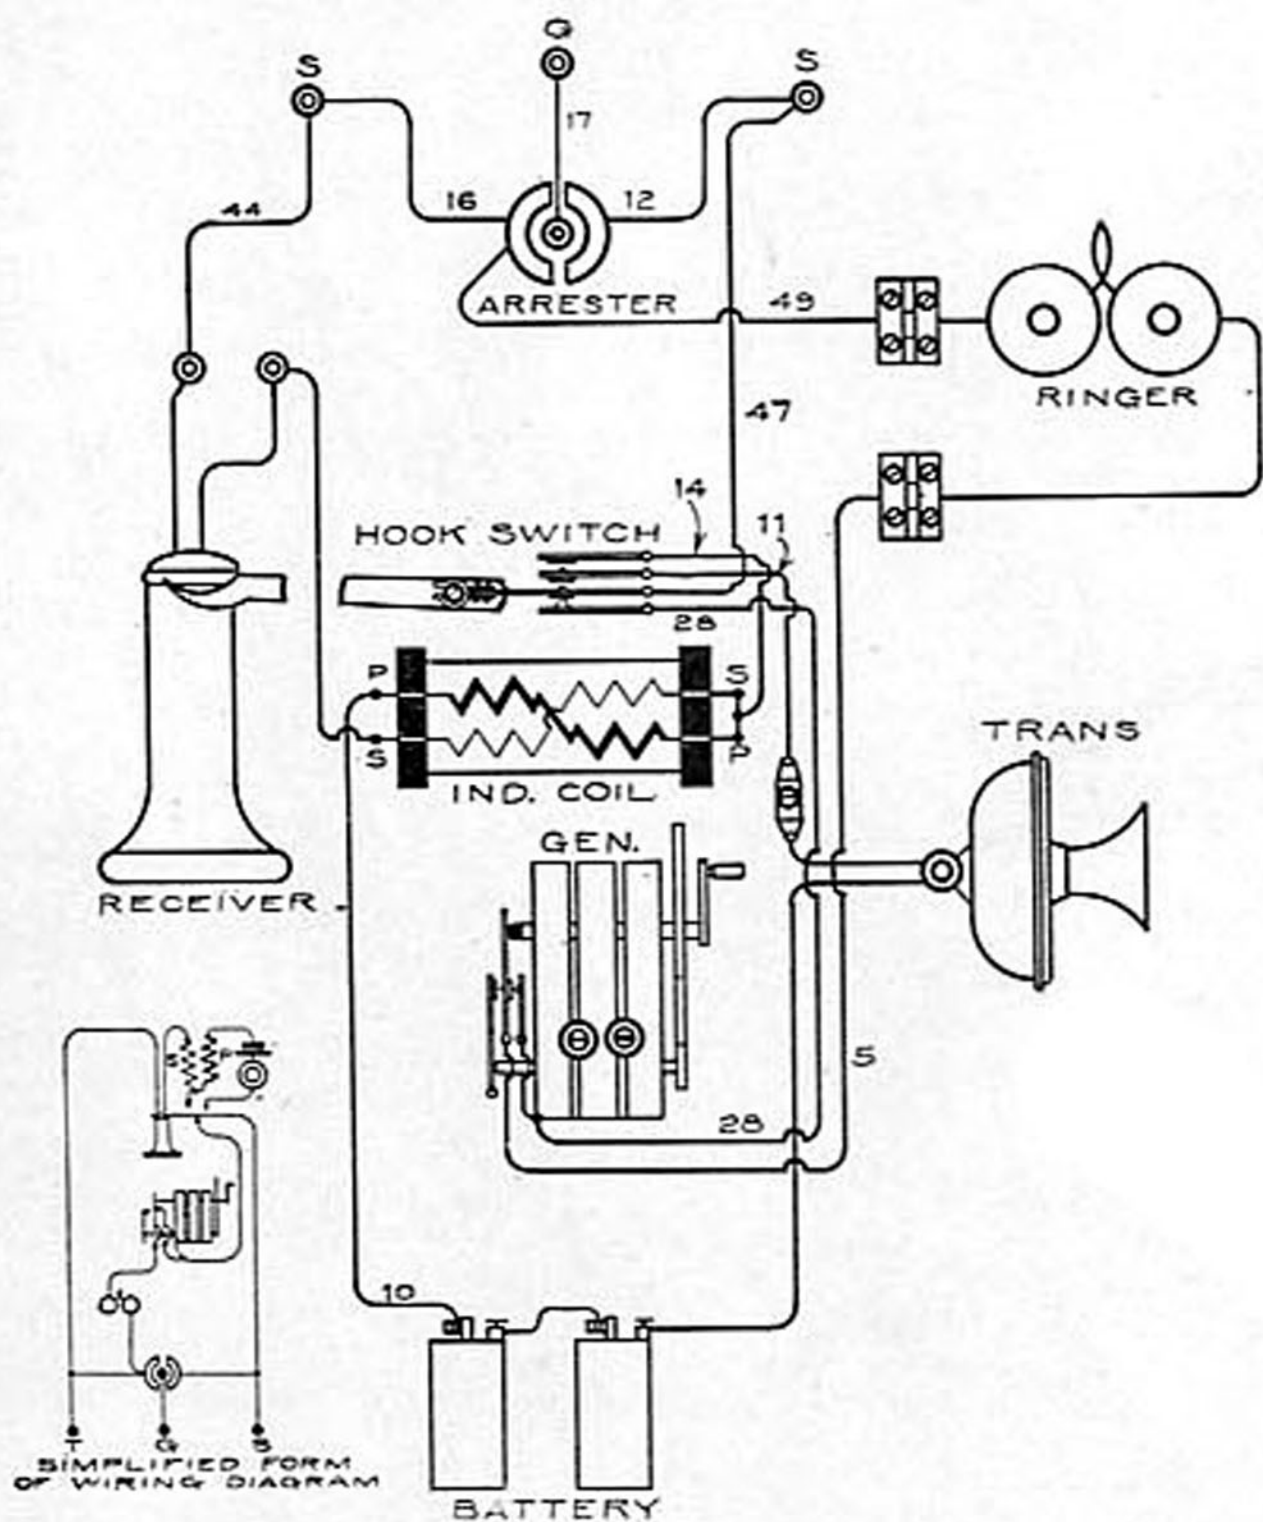 G
S
S
17
44
16
12
ARRESTER
49
RINGER
47
14
HOOK SWITCH
11
28
P
S
TRANS
S
P
IND. COIL
GEN.
RECEIVER
S
P
5
28
10
T
G
S
SIMPLIFIED FORM
OF WIRING DIAGRAM
BATTERY